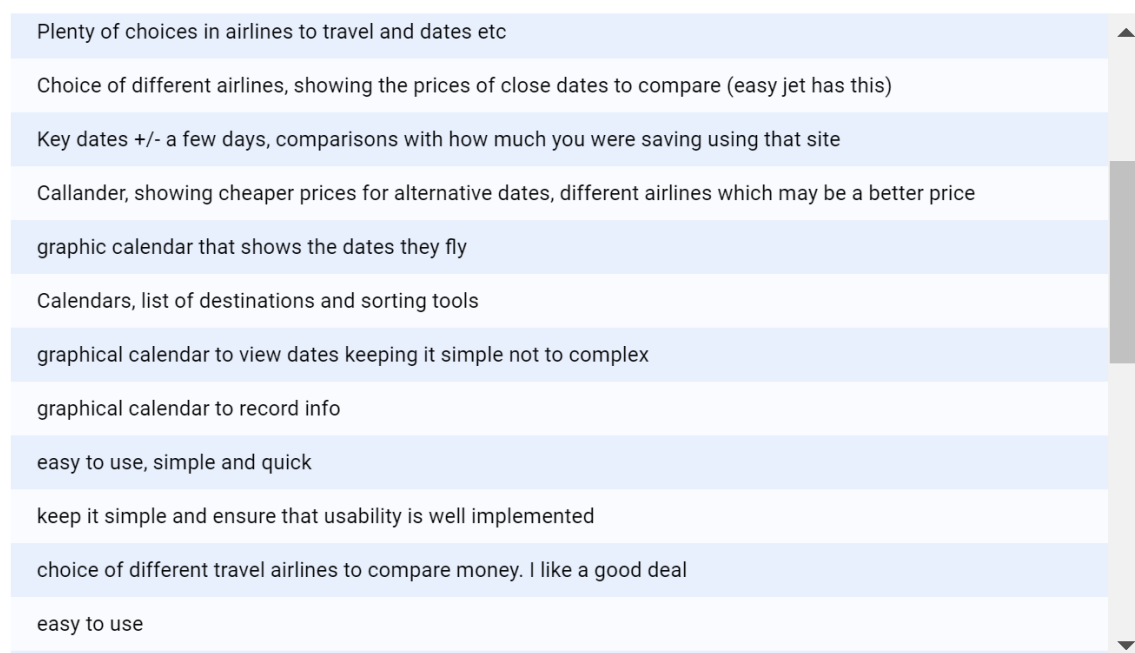 Plenty of choices in airlines to travel and dates etc
Choice of different airlines, showing the prices of close dates to compare (easy jet has this)
Key dates +/- a few days, comparisons with how much you were saving using that site
Callander, showing cheaper prices for alternative dates, different airlines which may be a better price
graphic calendar that shows the dates they fly
Calendars, list of destinations and sorting tools
graphical calendar to view dates keeping it simple not to complex
graphical calendar to record info
easy to use, simple and quick
keep it simple and ensure that usability is well implemented
choice of different travel airlines to compare money. I like a good deal
easy to use